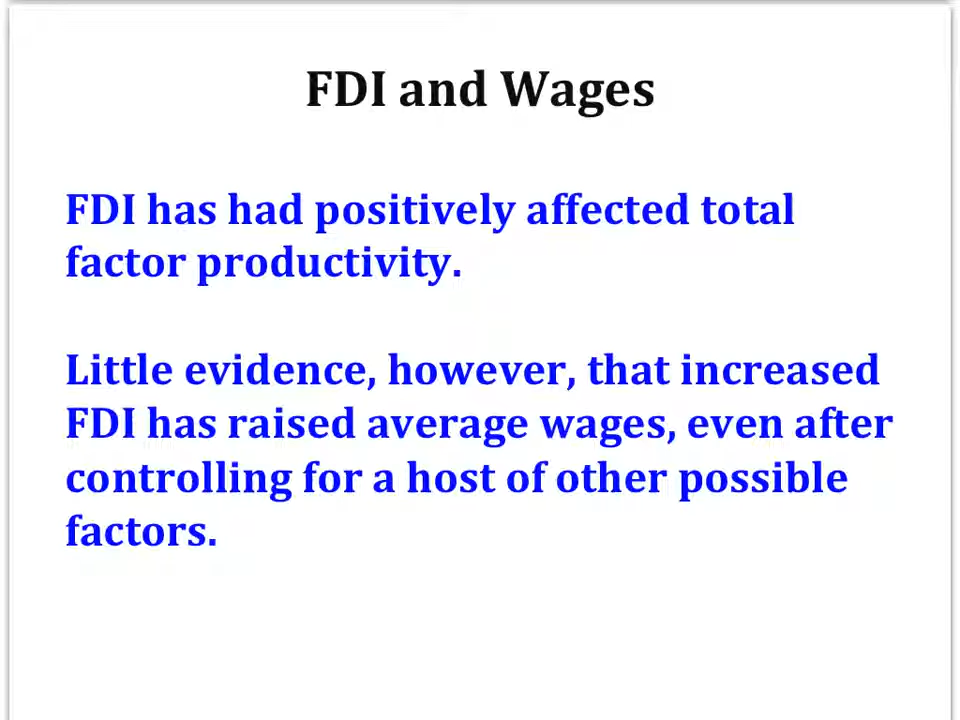 FDI and Wages
FDI has had positively affected total
factor productivity.
Little evidence, however, that increased
FDI has raised average wages, even after
controlling for a host of other possible
factors.